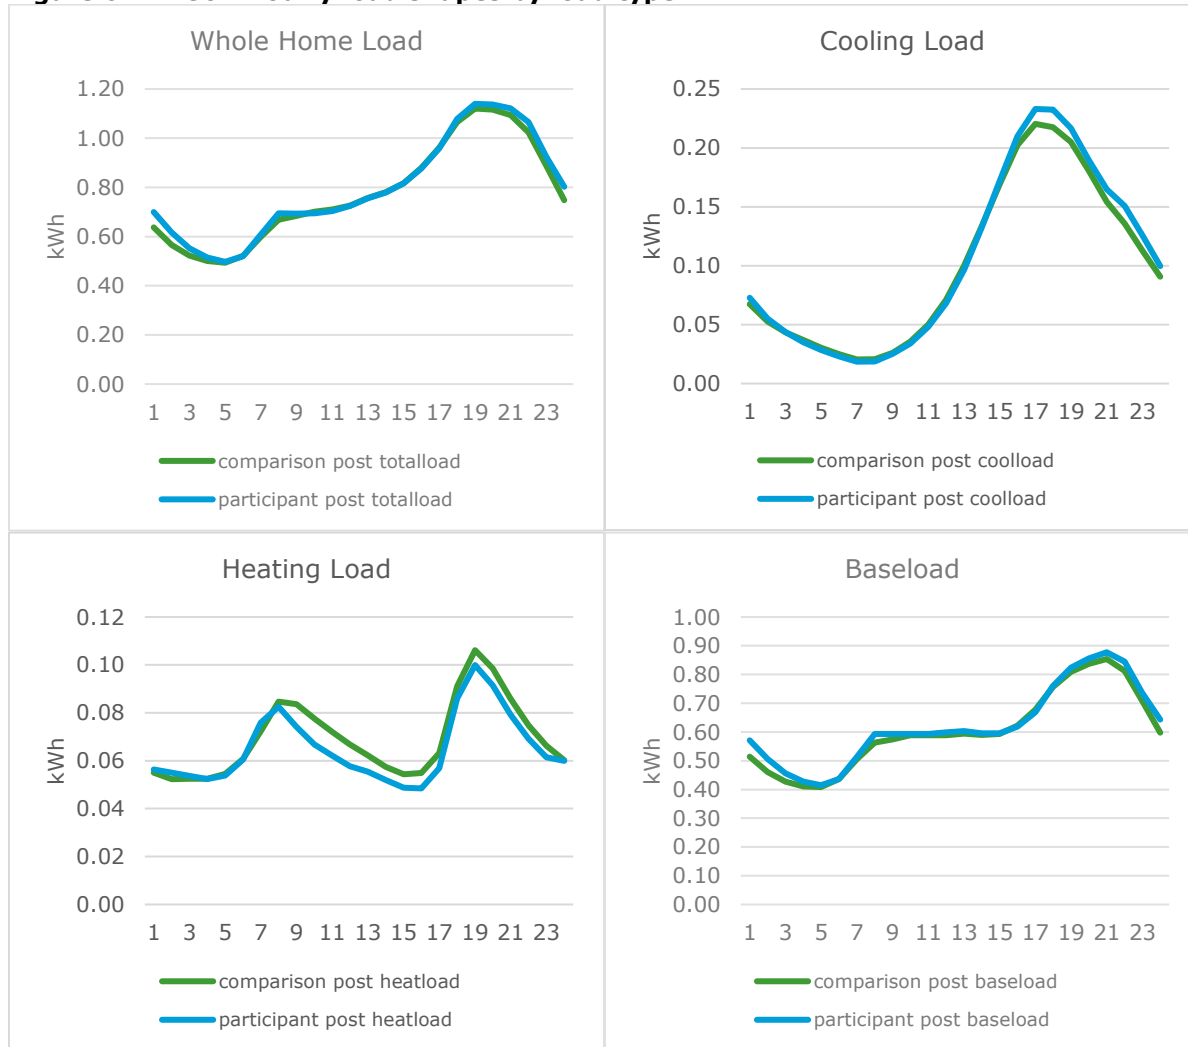 Whole Home Load
1.20
1.00
0.80
0.60
0.40
0.20
0.00
kWh
1 3 5 7 9 11 13 15 17 19 21 23
comparison post totalload
participant post totalload
Cooling Load
0.25
0.20
0.15
0.10
0.05
0.00
kWh
1 3 5 7 9 11 13 15 17 19 21 23
comparison post coolload
participant post coolload
Heating Load
0.12
0.10
0.08
0.06
0.04
0.02
0.00
kWh
1 3 5 7 9 11 13 15 17 19 21 23
comparison post heatload
participant post heatload
Baseload
1.00
0.90
0.80
0.70
0.60
0.50
0.40
0.30
0.20
0.10
0.00
kWh
1 3 5 7 9 11 13 15 17 19 21 23
comparison post baseload
participant post baseload